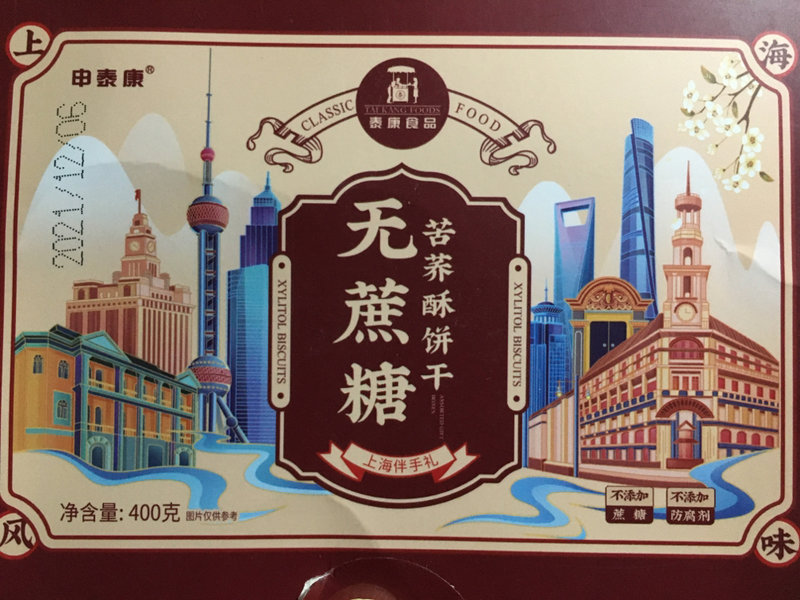 上
海
申泰康®
2021/12/06
CLASSIC
FOOD
TAI KANG FOODS
泰康食品
无蔗糖
苦荞酥饼干
XYLITOL BISCUITS
XYLITOL BISCUITS
ASSORTED GIFT
BOXES
上海伴手礼
净含量: 400克
图片仅供参考
不添加
蔗糖
不添加
防腐剂
风
味